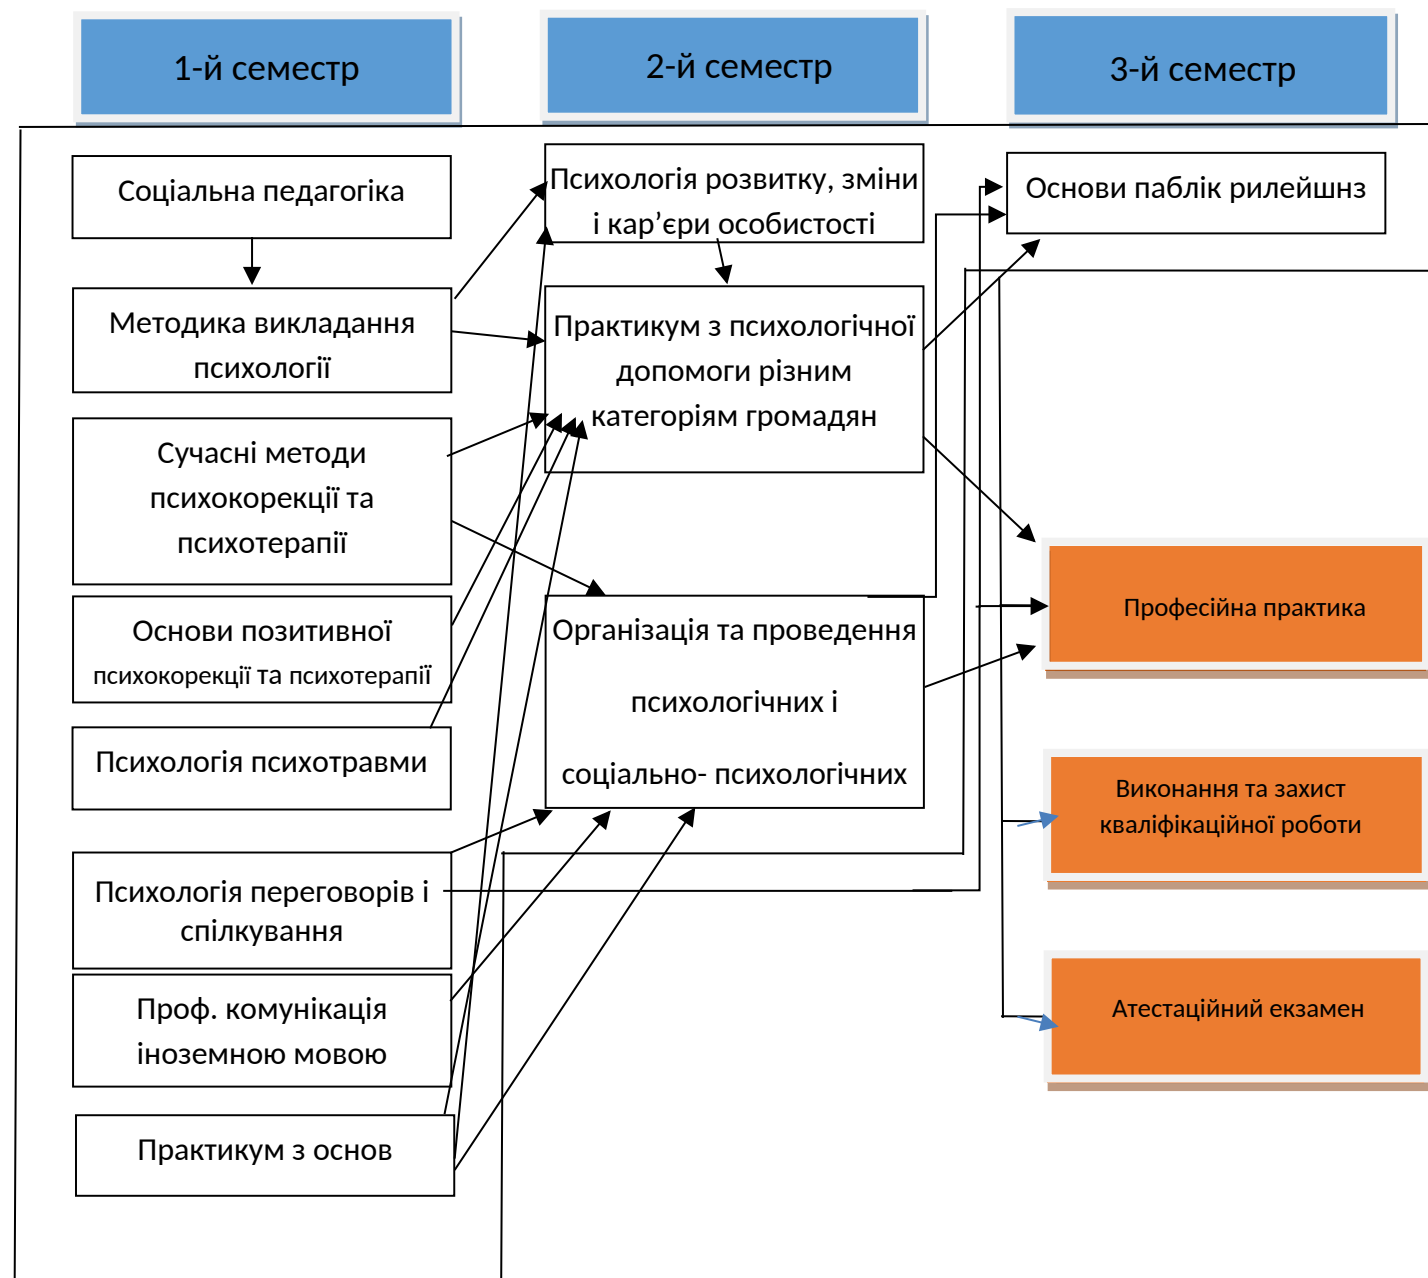 1-й семестр
2-й семестр
3-й семестр
Соціальна педагогіка
Методика викладання
психології
Сучасні методи
психокорекції та
психотерапії
Основи позитивної
психокорекції та психотерапії
Психологія психотравми
Психологія переговорів і
спілкування
Проф. комунікація
іноземною мовою
Практикум з основ
Психологія розвитку, зміни
і кар’єри особистості
Практикум з психологічної
допомоги різним
категоріям громадян
Організація та проведення
психологічних і
соціально- психологічних
Основи паблік рилейшнз
Професійна практика
Виконання та захист
кваліфікаційної роботи
Атестаційний екзамен